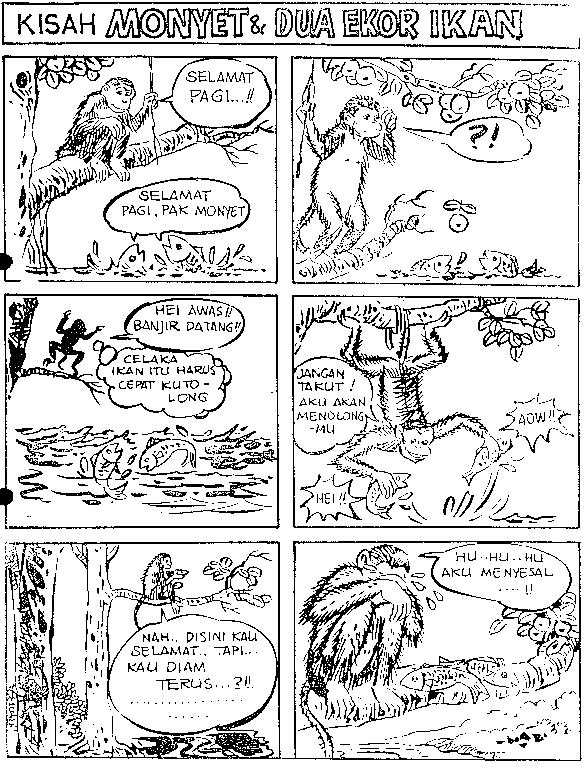 KISAH MONYET & DUA EKOR IKAN
SELAMAT
PAGI...!!
SELAMAT
PAGI, PAK MONYET
?!
HEI AWAS!!
BANJIR DATANG!!
CELAKA
IKAN ITU HARUS
CEPAT KUTO-
LONG
JANGAN
TAKUT!
AKU AKAN
MENOLONG
-MU
AOW!!
HEI!!
NAH.. DISINI KAU
SELAMAT.. TAPI...
KAU DIAM
TERUS...?!!.
..................
......
HU..HU..HU
AKU MENYESAL
....!!